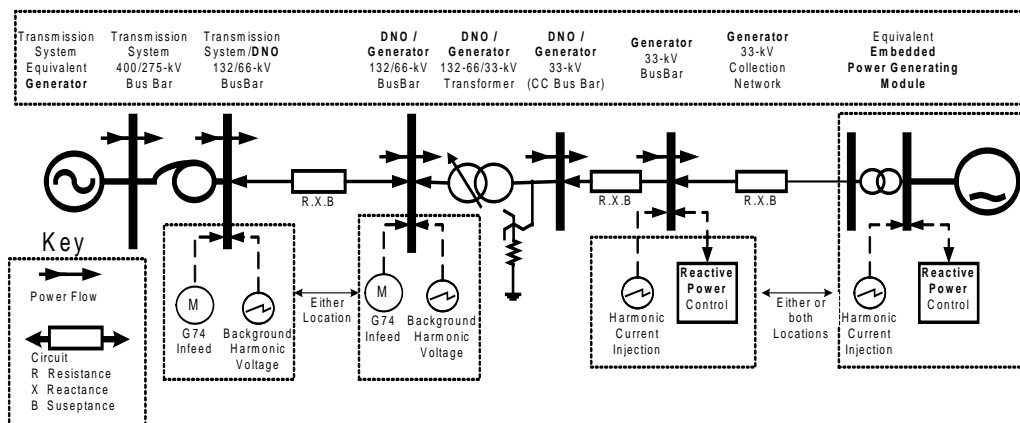 Transmission
System
Equivalent
Generator
Transmission
System
400/275-kV
Bus Bar
Transmission
System/DNO
132/66-kV
BusBar
DNO /
Generator
132/66-kV
BusBar
DNO /
Generator
132-66/33-kV
Transformer
DNO /
Generator
33-kV
(CC Bus Bar)
Generator
33-kV
BusBar
Generator
33-kV
Collection
Network
Equivalent
Embedded
Power Generating
Module
R.X.B
R.X.B
R.X.B
Key
Power Flow
Circuit
R Resistance
X Reactance
B Suseptance
M
G74
Infeed
Background
Harmonic
Voltage
Either
Location
M
G74
Infeed
Background
Harmonic
Voltage
Harmonic
Current
Injection
Reactive
Power
Control
Either or
both
Locations
Harmonic
Current
Injection
Reactive
Power
Control